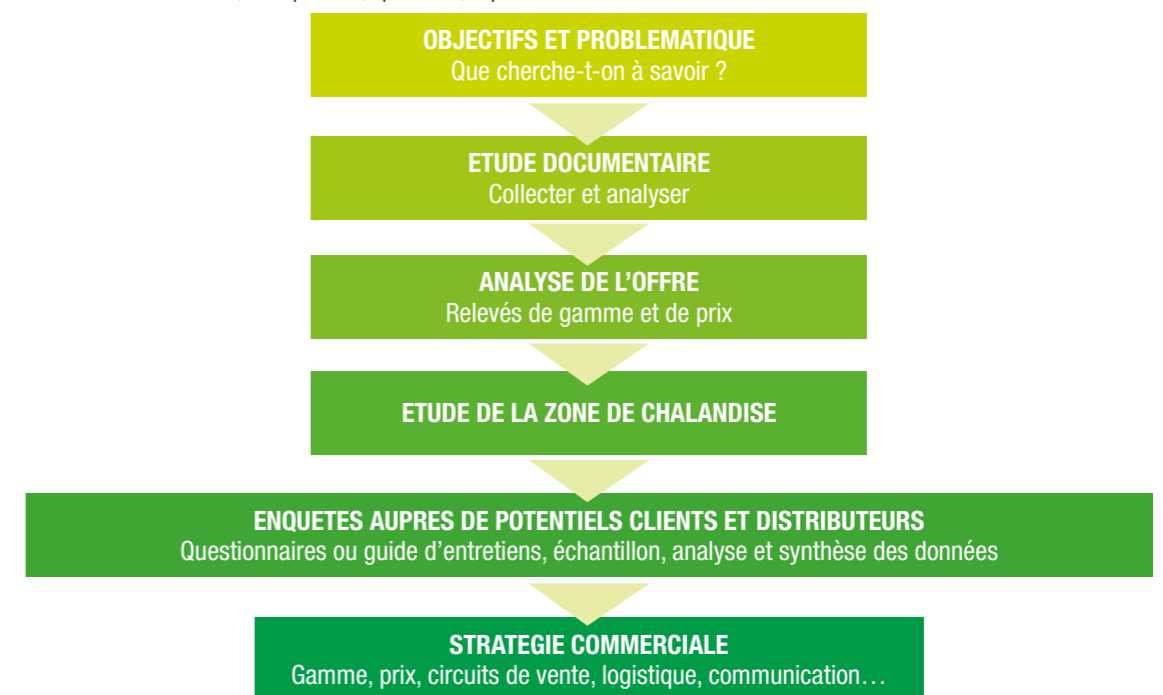 OBJECTIFS ET PROBLEMATIQUE
Que cherche-t-on à savoir ?
ETUDE DOCUMENTAIRE
Collecter et analyser
ANALYSE DE L'OFFRE
Relevés de gamme et de prix
ETUDE DE LA ZONE DE CHALANDISE
ENQUETES AUPRES DE POTENTIELS CLIENTS ET DISTRIBUTEURS
Questionnaires ou guide d'entretiens, échantillon, analyse et synthèse des données
STRATEGIE COMMERCIALE
Gamme, prix, circuits de vente, logistique, communication…